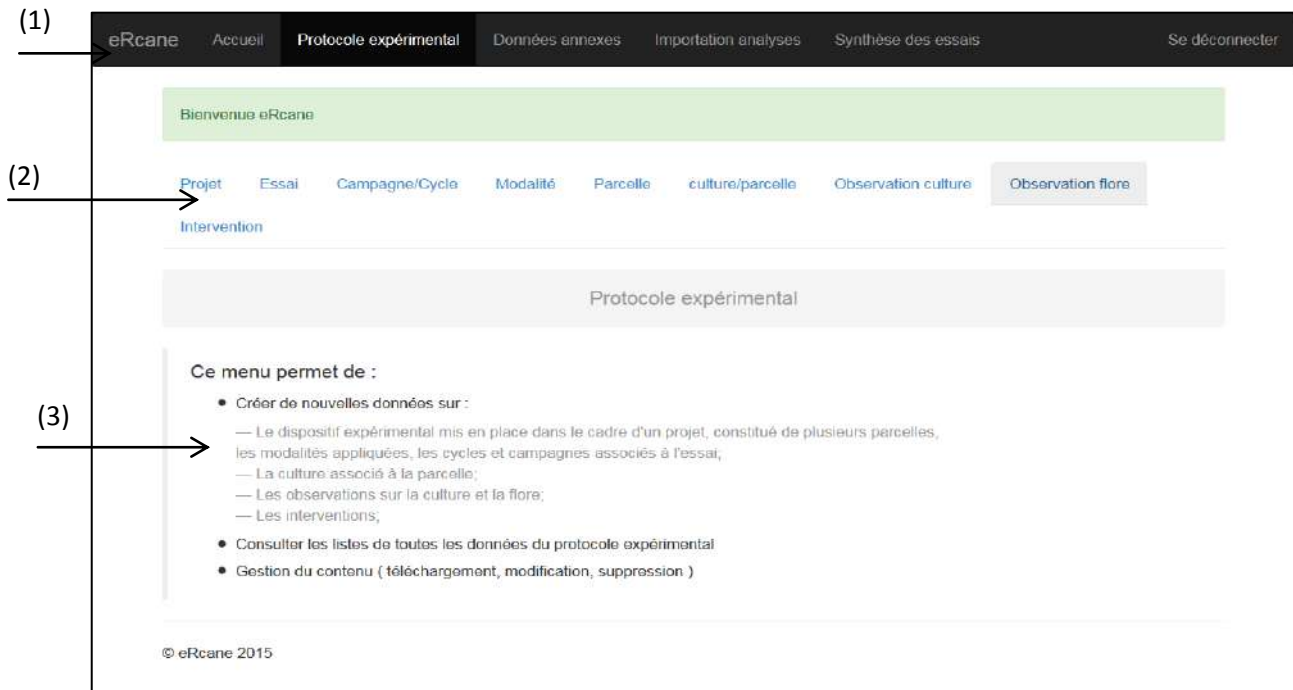 (1)
eRcane Accueil Protocole expérimental Données annexes Importation analyses Synthèse des essais Se déconnecter
Bienvenue eRcane
(2)
Projet Essai Campagne/Cycle Modalité Parcelle culture/parcelle Observation culture Observation flore
Intervention
Protocole expérimental
Ce menu permet de :
(3)
● Créer de nouvelles données sur :
— Le dispositif expérimental mis en place dans le cadre d'un projet, constitué de plusieurs parcelles,
les modalités appliquées, les cycles et campagnes associés à l'essai;
— La culture associé à la parcelle;
— Les observations sur la culture et la flore;
— Les interventions;
● Consulter les listes de toutes les données du protocole expérimental
● Gestion du contenu ( téléchargement, modification, suppression )
© eRcane 2015